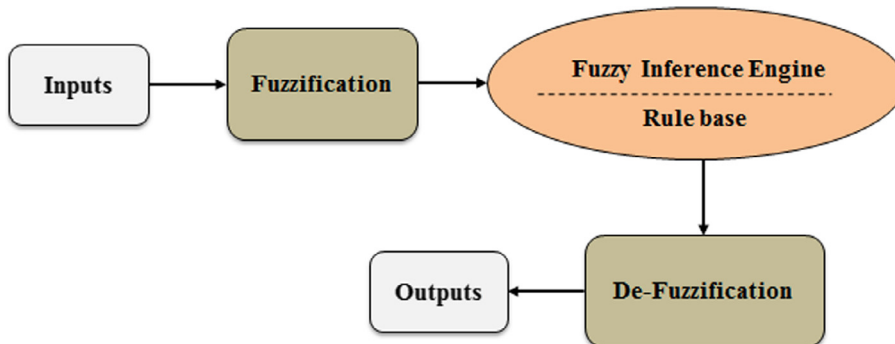 Inputs
Fuzzification
Fuzzy Inference Engine
Rule base
De-Fuzzification
Outputs